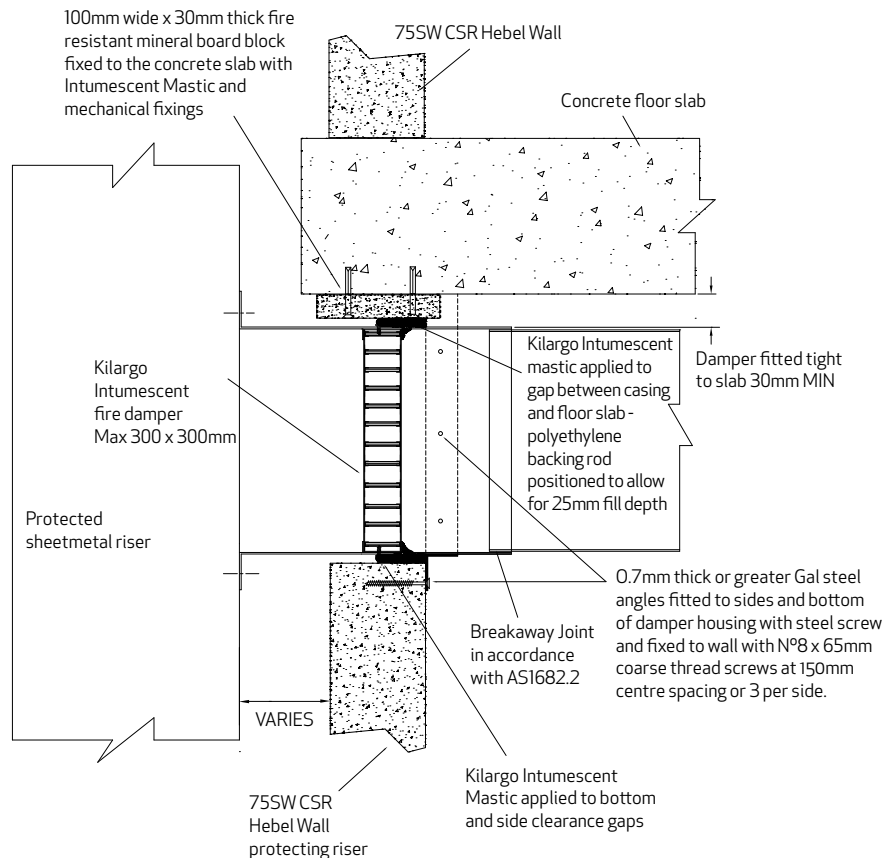 100mm wide x 30mm thick fire
resistant mineral board block
fixed to the concrete slab with
Intumescent Mastic and
mechanical fixings
75SW CSR Hebel Wall
Concrete floor slab
Kilargo
Intumescent
fire damper
Max 300 x 300mm
Kilargo Intumescent
mastic applied to
gap between casing
and floor slab -
polyethylene
backing rod
positioned to allow
for 25mm fill depth
Damper fitted tight
to slab 30mm MIN
Protected
sheetmetal riser
0.7mm thick or greater Gal steel
angles fitted to sides and bottom
of damper housing with steel screw
and fixed to wall with Nº8 x 65mm
coarse thread screws at 150mm
centre spacing or 3 per side.
Breakaway Joint
in accordance
with AS1682.2
VARIES
75SW CSR
Hebel Wall
protecting riser
Kilargo Intumescent
Mastic applied to bottom
and side clearance gaps